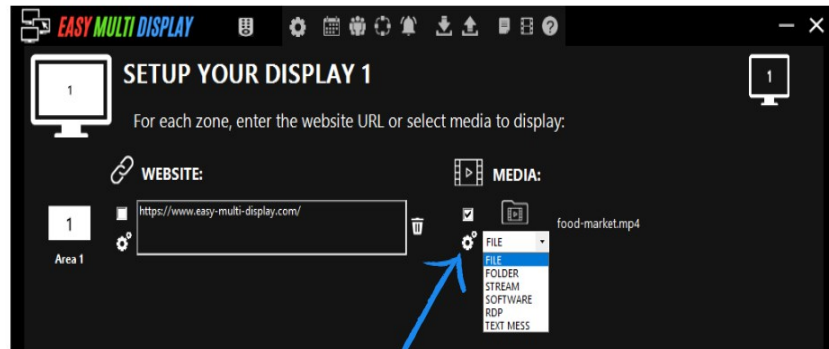 EASY MULTI DISPLAY
1
SETUP YOUR DISPLAY 1
1
For each zone, enter the website URL or select media to display:
WEBSITE:
MEDIA:
1
https://www.easy-multi-display.com/
food-market.mp4
Area 1
FILE
FILE
FOLDER
STREAM
SOFTWARE
RDP
TEXT MESS